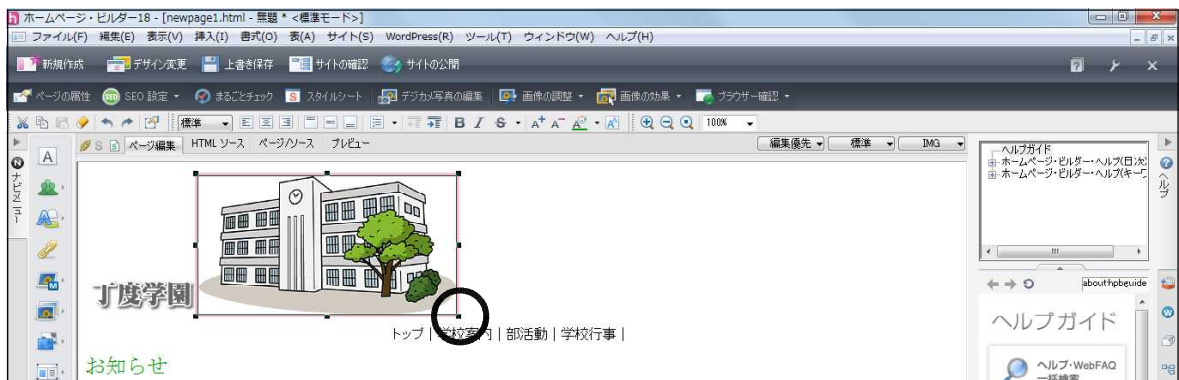 ホームページ・ビルダー18 - [newpage1.html - 無題 * <標準モード>]
ファイル(F) 編集(E) 表示(V) 挿入(I) 書式(O) 表(A) サイト(S) WordPress(R) ツール(T) ウィンドウ(W) ヘルプ(H)
新規作成 デザイン変更 上書き保存 サイトの確認 サイトの公開
ページの属性 SEO 設定 まるごとチェック スタイルシート デジカメ写真の編集 画像の調整 画像の効果 ブラウザー確認
標準 B I S A+ A- A 100%
ページ編集 HTML ソース ページ/ソース プレビュー 編集優先 標準 IMG
ナビメニュー
A
丁度学園
トップ | 学校案内 | 部活動 | 学校行事 |
お知らせ
ヘルプガイド
ホームページ・ビルダー・ヘルプ(目次
ホームページ・ビルダー・ヘルプ(キーワ
ヘルプ
abouthpbguide
ヘルプガイド
ヘルプ・WebFAQ
一括検索